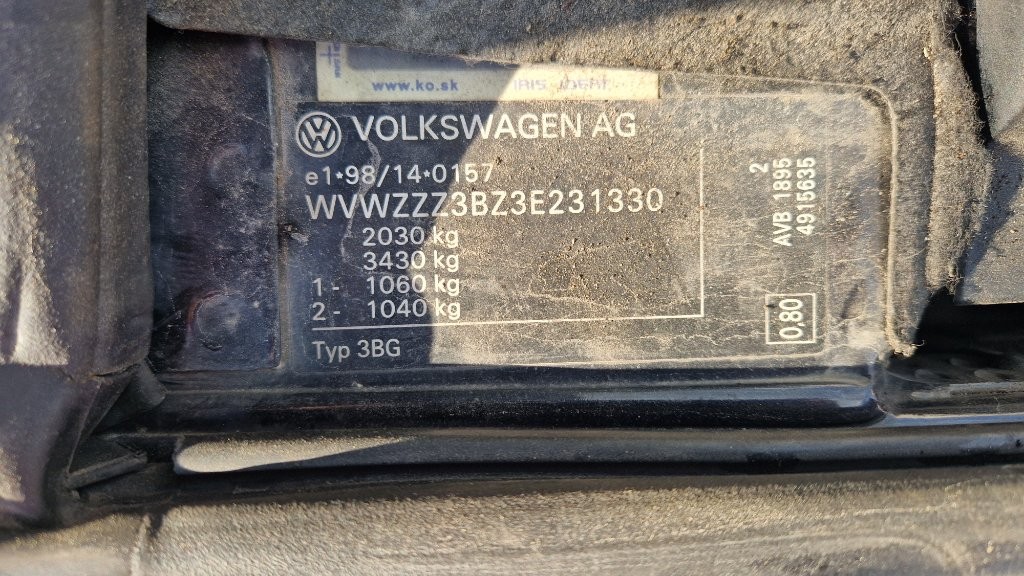 www.ko.sk
VOLKSWAGEN AG
e1*98/14*0157
WVWZZZ3BZ3E231330
2030 kg
3430 kg
1 - 1060 kg
2 - 1040 kg
Typ 3BG
2
AVB 1895
4915635
0,80